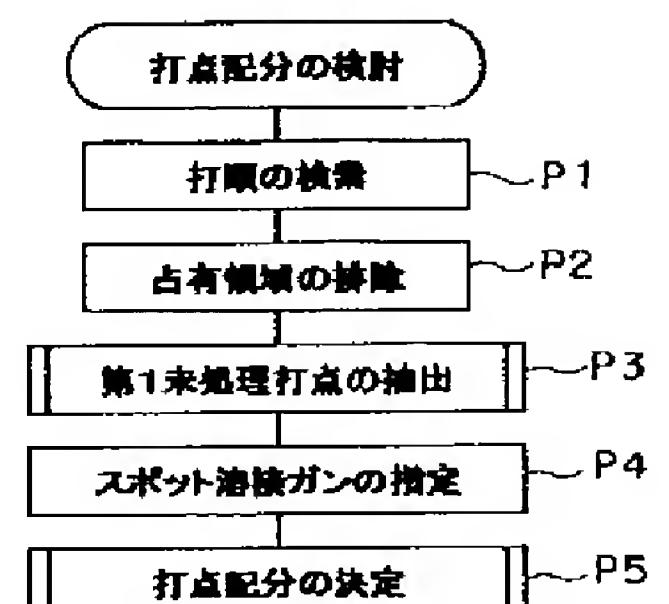 打点配分の検討
打順の検索
P1
占有領域の排除
P2
第1未処理打点の抽出
P3
スポット溶接ガンの指定
P4
打点配分の決定
P5